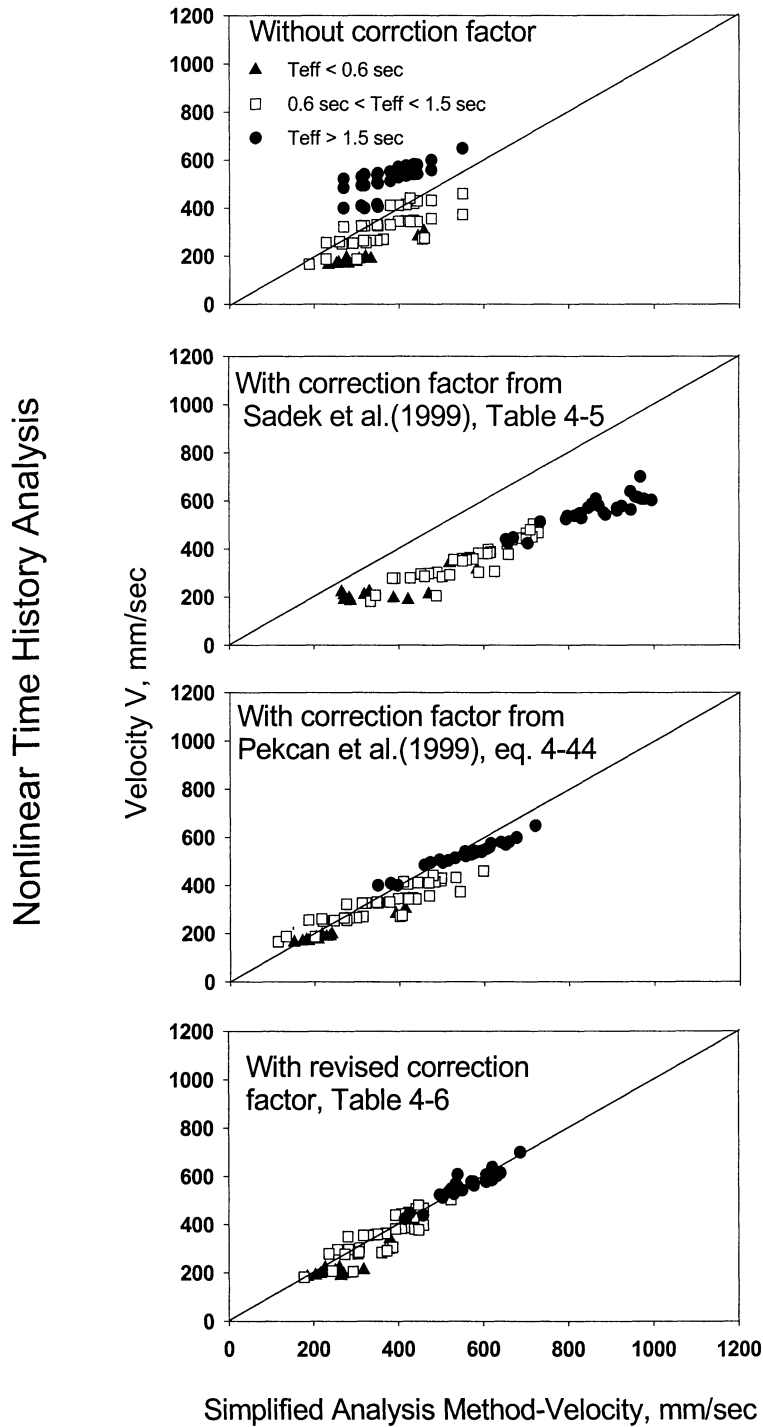 Nonlinear Time History Analysis
Velocity V, mm/sec
1200
1000
800
600
400
200
0
Without corrction factor
Teff < 0.6 sec
0.6 sec < Teff < 1.5 sec
Teff > 1.5 sec
1200
1000
800
600
400
200
0
With correction factor from
Sadek et al.(1999), Table 4-5
1200
1000
800
600
400
200
0
With correction factor from
Pekcan et al.(1999), eq. 4-44
1200
1000
800
600
400
200
0
With revised correction
factor, Table 4-6
0 200 400 600 800 1000 1200
Simplified Analysis Method-Velocity, mm/sec